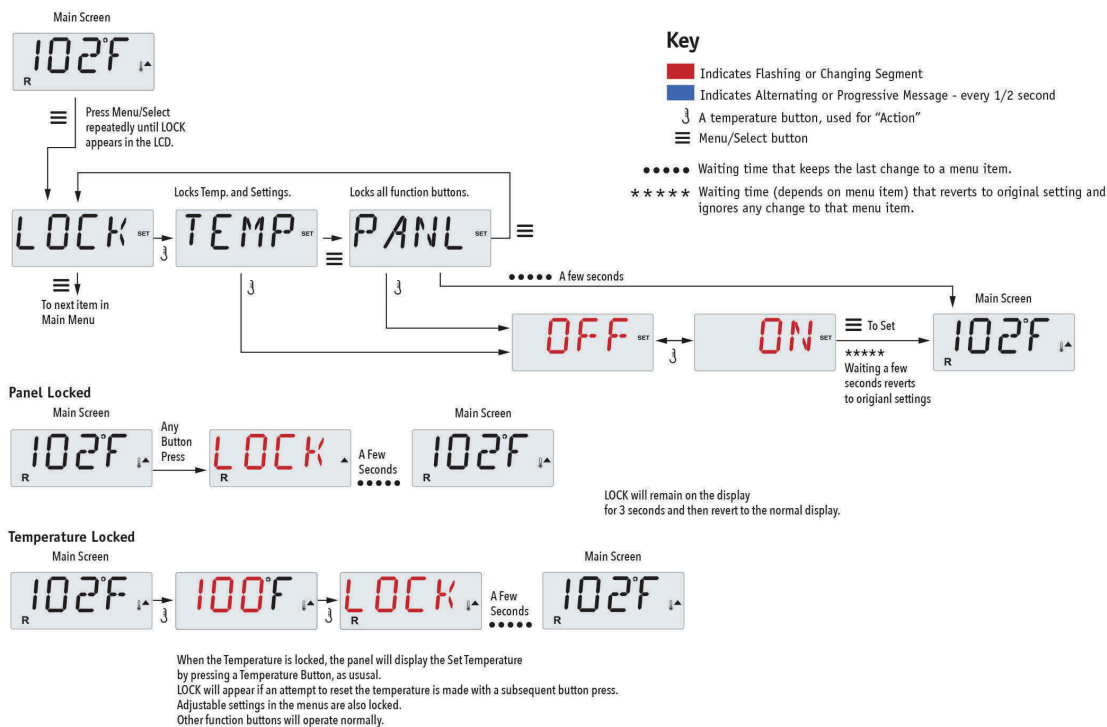 Main Screen
102°F
R
Press Menu/Select
repeatedly until LOCK
appears in the LCD.
Key
Indicates Flashing or Changing Segment
Indicates Alternating or Progressive Message - every 1/2 second
A temperature button, used for “Action”
Menu/Select button
••••• Waiting time that keeps the last change to a menu item.
***** Waiting time (depends on menu item) that reverts to original setting and
ignores any change to that menu item.
Locks Temp. and Settings.
Locks all function buttons.
LOCK SET
TEMP SET
PANL SET
To next item in
Main Menu
••••• A few seconds
Main Screen
OFF SET
ON SET
To Set
*****
Waiting a few
seconds reverts
to origianl settings
102°F
R
Panel Locked
Main Screen
102°F
R
Any
Button
Press
LOCK
R
A Few
Seconds
•••••
Main Screen
102°F
R
LOCK will remain on the display
for 3 seconds and then revert to the normal display.
Temperature Locked
Main Screen
102°F
R
100°F
LOCK
R
A Few
Seconds
•••••
Main Screen
102°F
R
When the Temperature is locked, the panel will display the Set Temperature
by pressing a Temperature Button, as ususal.
LOCK will appear if an attempt to reset the temperature is made with a subsequent button press.
Adjustable settings in the menus are also locked.
Other function buttons will operate normally.